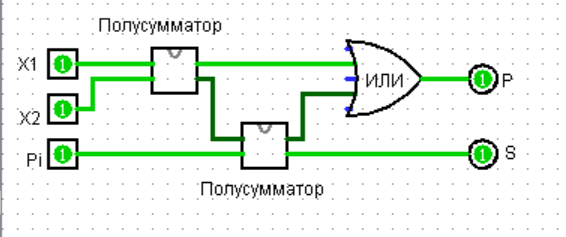 Полусумматор
X1 1
ИЛИ
1 P
X2 1
Pi 1
1 S
Полусумматор